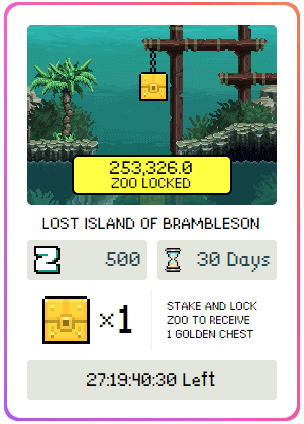 253,326.0
ZOO LOCKED
LOST ISLAND OF BRAMBLESON
500
30 Days
×1
STAKE AND LOCK
ZOO TO RECEIVE
1 GOLDEN CHEST
27:19:40:30 Left